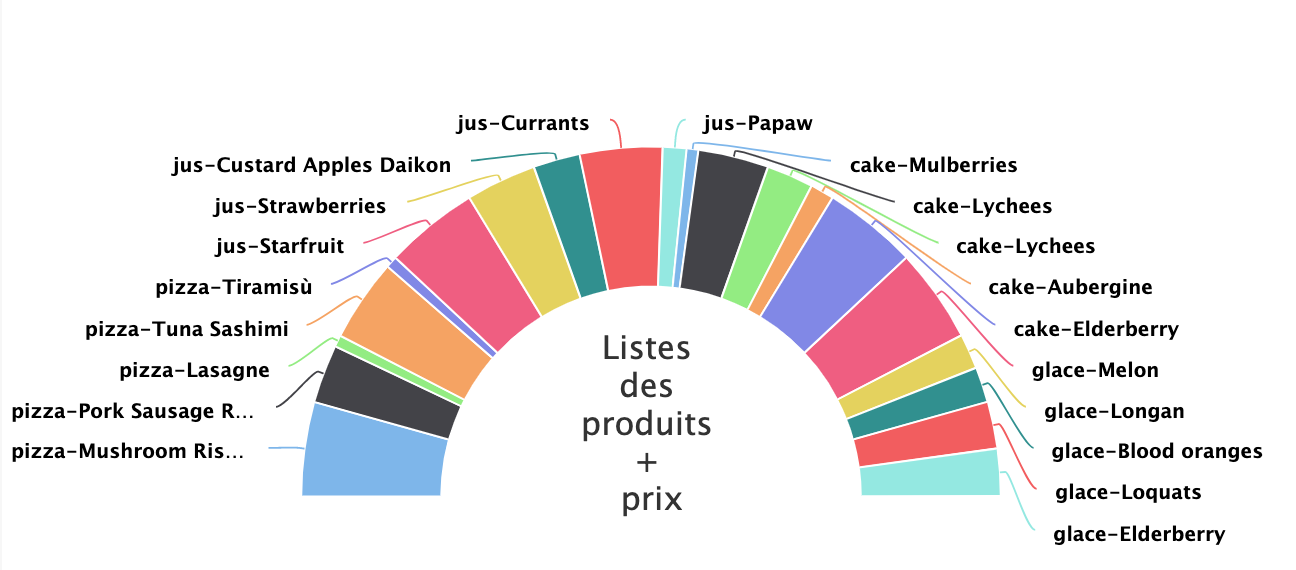 jus-Currants
jus-Papaw
jus-Custard Apples Daikon
cake-Mulberries
jus-Strawberries
cake-Lychees
jus-Starfruit
cake-Lychees
pizza-Tiramisù
cake-Aubergine
pizza-Tuna Sashimi
cake-Elderberry
pizza-Lasagne
glace-Melon
pizza-Pork Sausage R...
glace-Longan
pizza-Mushroom Ris...
glace-Blood oranges
glace-Loquats
glace-Elderberry
Listes
des
produits
+
prix